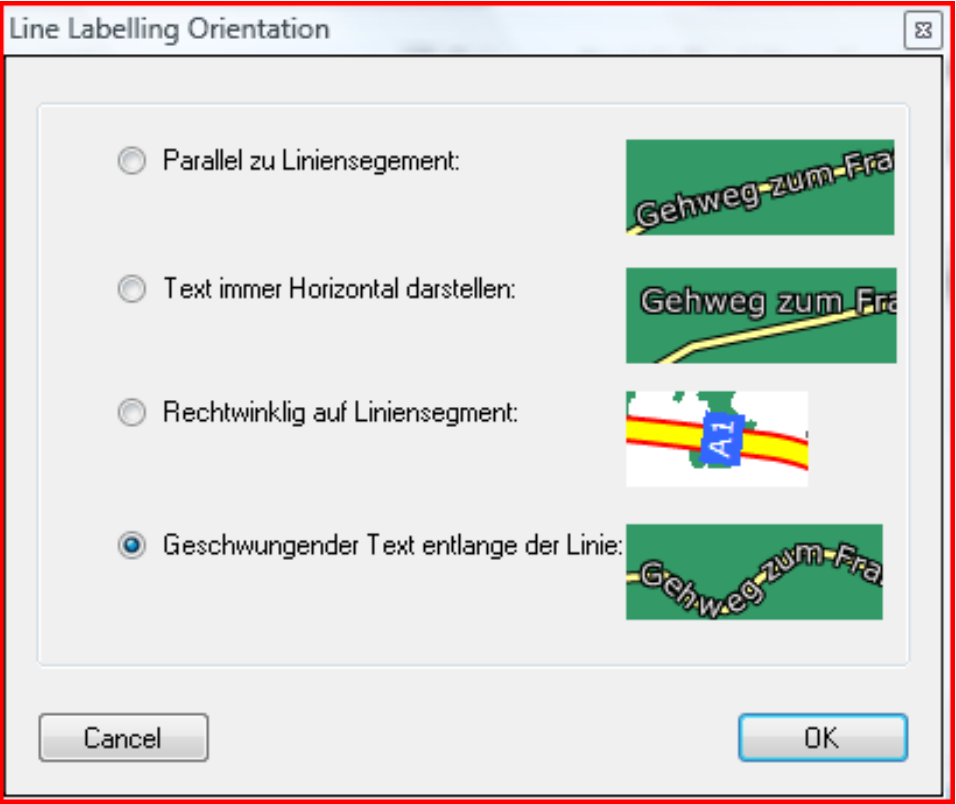 Line Labelling Orientation
Parallel zu Liniensegement:
Gehweg zum Fra
Text immer Horizontal darstellen:
Gehweg zum Fra
Rechtwinklig auf Liniensegment:
A1
Geschwungender Text entlange der Linie:
Gehweg zum Fra
Cancel
OK